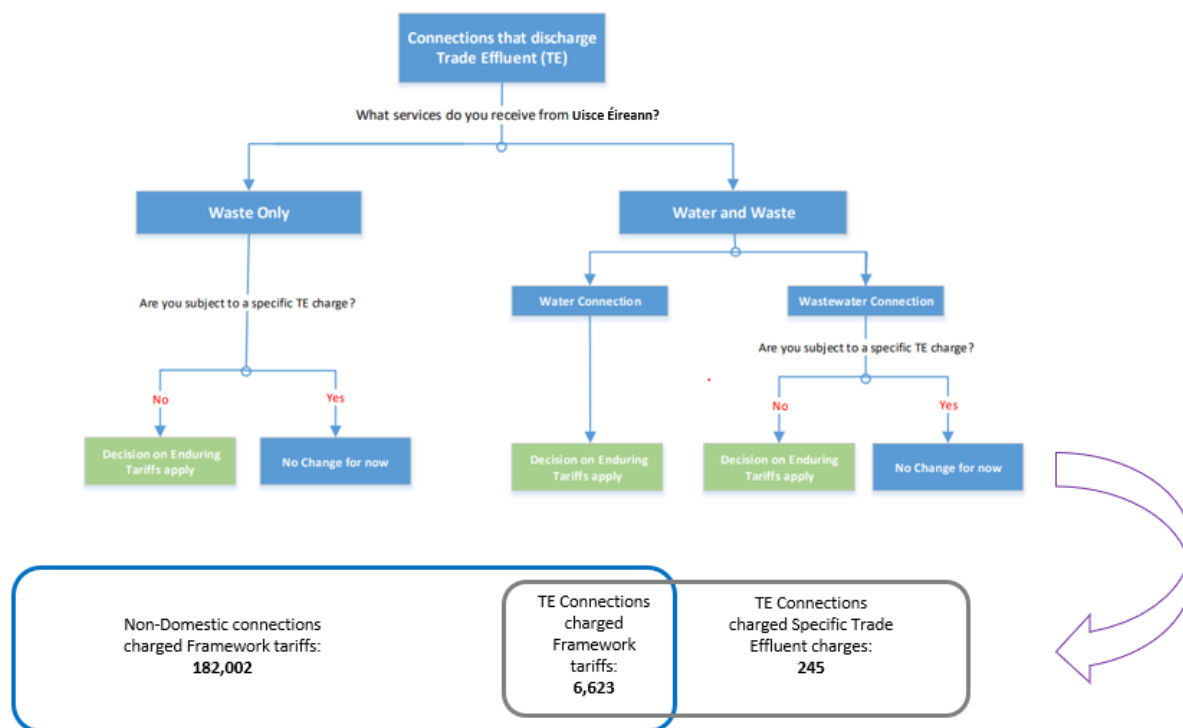 Connections that discharge
Trade Effluent (TE)
What services do you receive from Uisce Éireann?
Waste Only
Water and Waste
Water Connection
Wastewater Connection
Are you subject to a specific TE charge?
Are you subject to a specific TE charge?
No
Yes
No
Yes
Decision on Enduring
Tariffs apply
No Change for now
Decision on Enduring
Tariffs apply
Decision on Enduring
Tariffs apply
No Change for now
Non-Domestic connections
charged Framework tariffs:
182,002
TE Connections
charged
Framework
tariffs:
6,623
TE Connections
charged Specific Trade
Effluent charges:
245